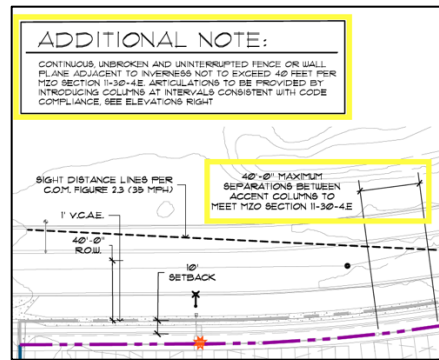 ADDITIONAL NOTE:
CONTINUOUS, UNBROKEN AND UNINTERRUPTED FENCE OR WALL
PLANE ADJACENT TO INVERNESS NOT TO EXCEED 40 FEET PER
MZO SECTION 11-30-4.E. ARTICULATIONS TO BE PROVIDED BY
INTRODUCING COLUMNS AT INTERVALS CONSISTENT WITH CODE
COMPLIANCE, SEE ELEVATIONS RIGHT
SIGHT DISTANCE LINES PER
C.O.M. FIGURE 2.3 (35 MPH)
40'-0" MAXIMUM
SEPARATIONS BETWEEN
ACCENT COLUMNS TO
MEET MZO SECTION 11-30-4.E
1' V.C.A.E.
40'-0"
R.O.W.
10'
SETBACK